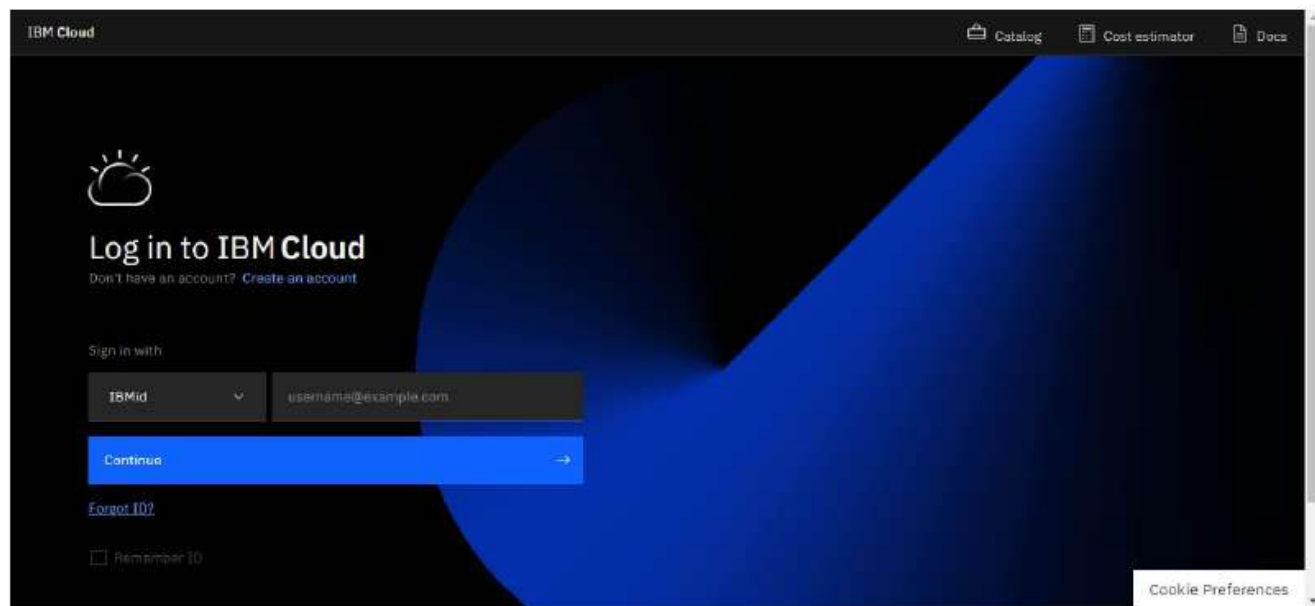 IBM Cloud Catalog Cost estimator Docs
Log in to IBM Cloud
Don't have an account? Create an account
Sign in with
IBMid username@example.com
Continue →
Forgot ID?
Remember ID
Cookie Preferences